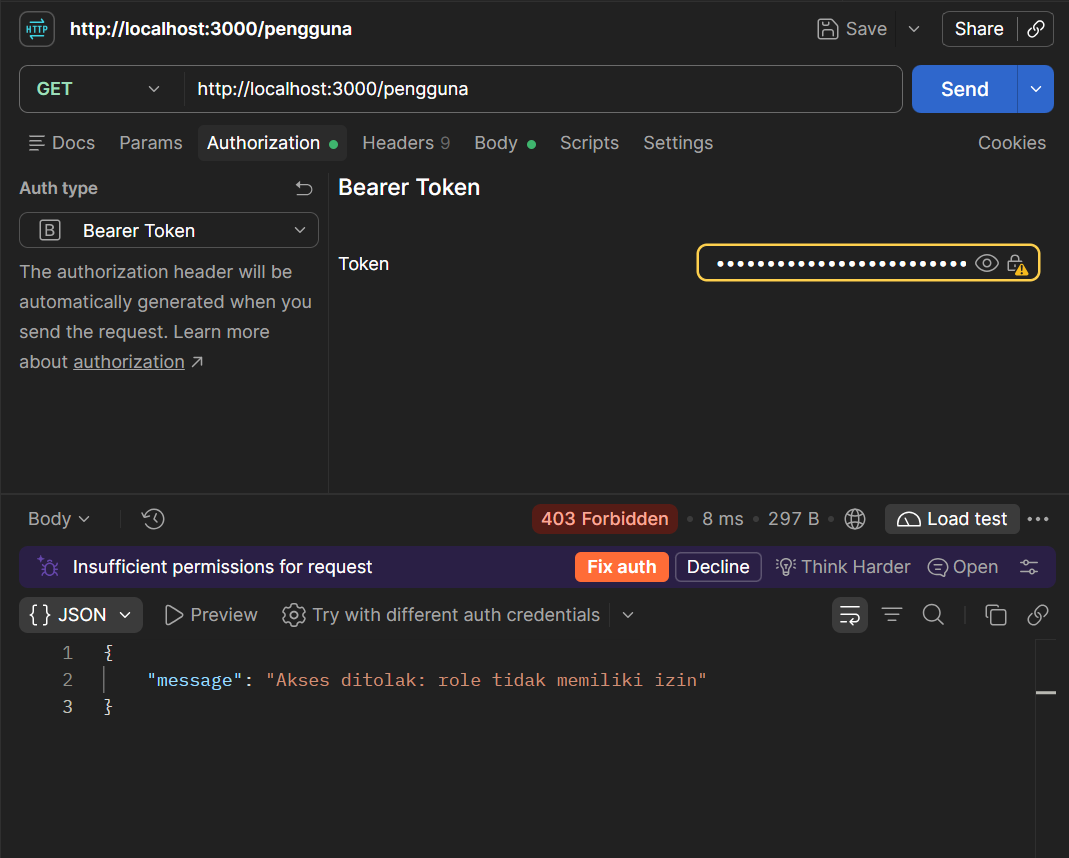 HTTP http://localhost:3000/pengguna Save Share
GET http://localhost:3000/pengguna Send
Docs Params Authorization Headers 9 Body Scripts Settings Cookies
Auth type
B Bearer Token
The authorization header will be
automatically generated when you
send the request. Learn more
about authorization ↗
Bearer Token
Token ••••••••••••••••••••••••
Body 403 Forbidden • 8 ms • 297 B • Load test
Insufficient permissions for request Fix auth Decline Think Harder Open
{} JSON Preview Try with different auth credentials
1 {
2 "message": "Akses ditolak: role tidak memiliki izin"
3 }